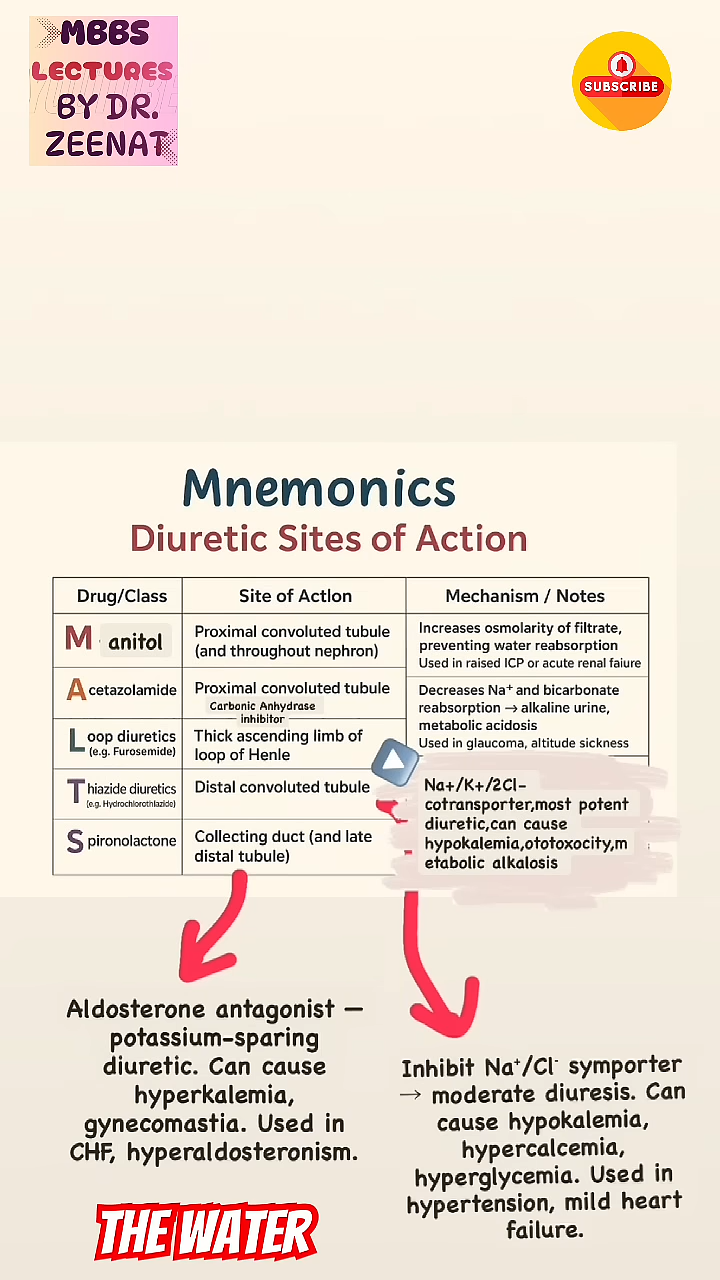 MBBS
LECTURES
BY DR.
ZEENAT
SUBSCRIBE
Mnemonics
Diuretic Sites of Action
Drug/Class
Site of Action
Mechanism / Notes
M anitol
Proximal convoluted tubule
(and throughout nephron)
Increases osmolarity of filtrate,
preventing water reabsorption
Used in raised ICP or acute renal faiure
Acetazolamide
Proximal convoluted tubule
Carbonic Anhydrase
inhibitor
Decreases Na⁺ and bicarbonate
reabsorption → alkaline urine,
metabolic acidosis
Used in glaucoma, altitude sickness
Loop diuretics
(e.g. Furosemide)
Thick ascending limb of
loop of Henle
Na+/K+/2Cl-
cotransporter,most potent
diuretic,can cause
hypokalemia,ototoxocity,m
etabolic alkalosis
Thiazide diuretics
(e.g. Hydrochlorothlazide)
Distal convoluted tubule
Spironolactone
Collecting duct (and late
distal tubule)
Aldosterone antagonist —
potassium-sparing
diuretic. Can cause
hyperkalemia,
gynecomastia. Used in
CHF, hyperaldosteronism.
Inhibit Na⁺/Cl⁻ symporter
→ moderate diuresis. Can
cause hypokalemia,
hypercalcemia,
hyperglycemia. Used in
hypertension, mild heart
failure.
THE WATER